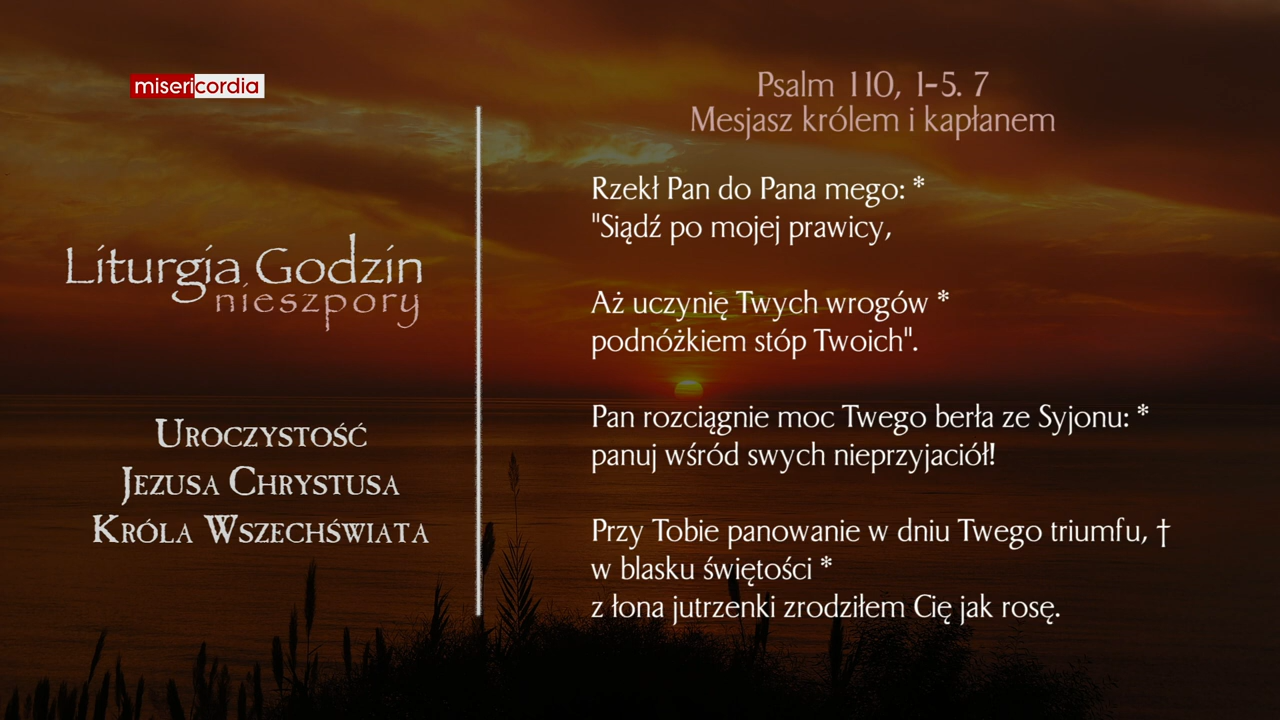 misericordia
Liturgia Godzin
nieszpory
Uroczystość
Jezusa Chrystusa
Króla Wszechświata
Psalm 110, 1-5. 7
Mesjasz królem i kapłanem
Rzekł Pan do Pana mego: *
"Siądź po mojej prawicy,
Aż uczynię Twych wrogów *
podnóżkiem stóp Twoich".
Pan rozciągnie moc Twego berła ze Syjonu: *
panuj wśród swych nieprzyjaciół!
Przy Tobie panowanie w dniu Twego triumfu, †
w blasku świętości *
z łona jutrzenki zrodziłem Cię jak rosę.